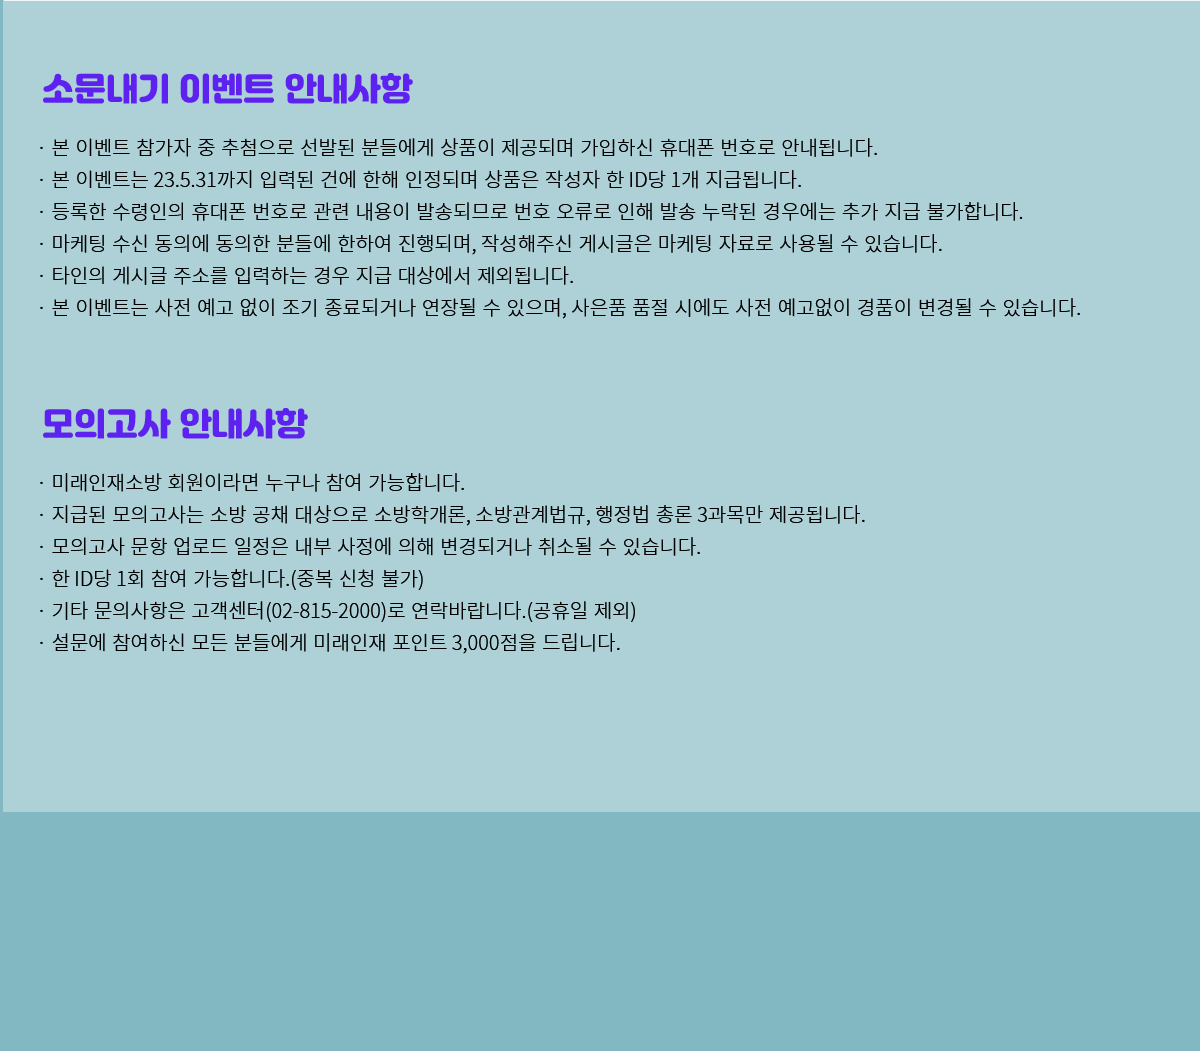 소문내기 이벤트 안내사항
· 본 이벤트 참가자 중 추첨으로 선발된 분들에게 상품이 제공되며 가입하신 휴대폰 번호로 안내됩니다.
· 본 이벤트는 23.5.31까지 입력된 건에 한해 인정되며 상품은 작성자 한 ID당 1개 지급됩니다.
· 등록한 수령인의 휴대폰 번호로 관련 내용이 발송되므로 번호 오류로 인해 발송 누락된 경우에는 추가 지급 불가합니다.
· 마케팅 수신 동의에 동의한 분들에 한하여 진행되며, 작성해주신 게시글은 마케팅 자료로 사용될 수 있습니다.
· 타인의 게시글 주소를 입력하는 경우 지급 대상에서 제외됩니다.
· 본 이벤트는 사전 예고 없이 조기 종료되거나 연장될 수 있으며, 사은품 품절 시에도 사전 예고없이 경품이 변경될 수 있습니다.
모의고사 안내사항
· 미래인재소방 회원이라면 누구나 참여 가능합니다.
· 지급된 모의고사는 소방 공채 대상으로 소방학개론, 소방관계법규, 행정법 총론 3과목만 제공됩니다.
· 모의고사 문항 업로드 일정은 내부 사정에 의해 변경되거나 취소될 수 있습니다.
· 한 ID당 1회 참여 가능합니다.(중복 신청 불가)
· 기타 문의사항은 고객센터(02-815-2000)로 연락바랍니다.(공휴일 제외)
· 설문에 참여하신 모든 분들에게 미래인재 포인트 3,000점을 드립니다.